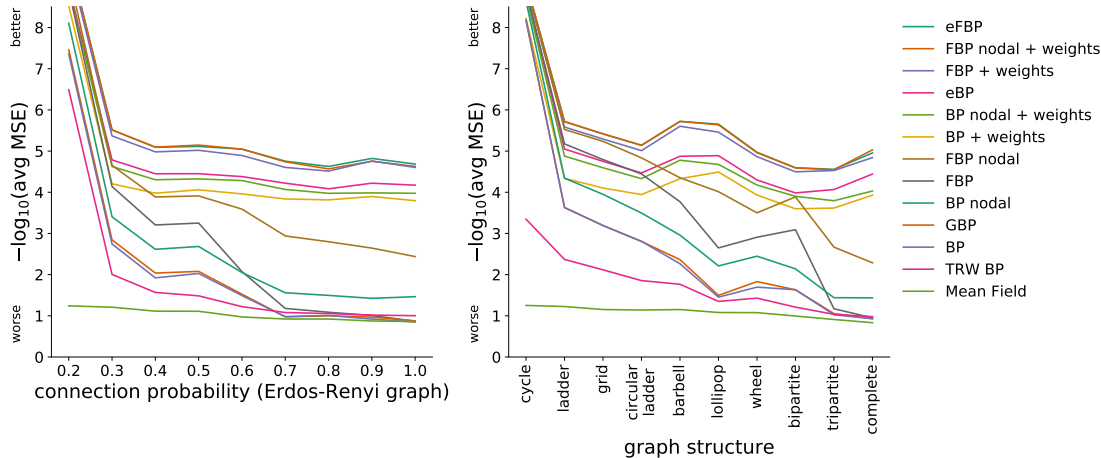 better
worse
−log10(avg MSE)
8
7
6
5
4
3
2
1
0
0.2 0.3 0.4 0.5 0.6 0.7 0.8 0.9 1.0
connection probability (Erdos-Renyi graph)
better
worse
−log10(avg MSE)
8
7
6
5
4
3
2
1
0
cycle
ladder
grid
circular
ladder
barbell
lollipop
wheel
bipartite
tripartite
complete
graph structure
eFBP
FBP nodal + weights
FBP + weights
eBP
BP nodal + weights
BP + weights
FBP nodal
FBP
BP nodal
GBP
BP
TRW BP
Mean Field